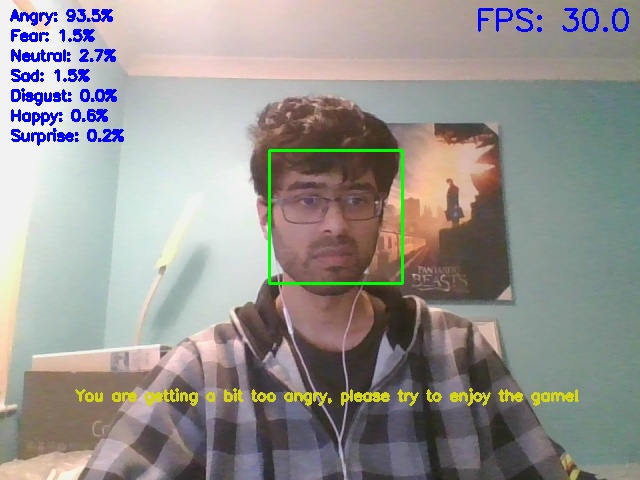 Angry: 93.5%
FPS: 30.0
Fear: 1.5%
Neutral: 2.7%
Sad: 1.5%
Disgust: 0.0%
Happy: 0.6%
Surprise: 0.2%
FANTASTIC
BEASTS
You are getting a bit too angry, please try to enjoy the game!